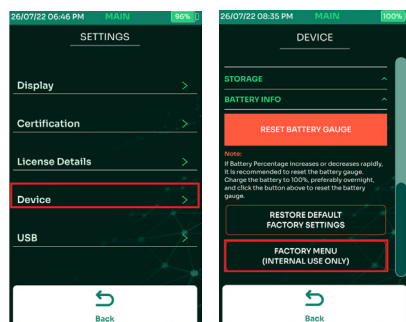 26/07/22 06:46 PM MAIN 96%
SETTINGS
Display >
Certification >
License Details >
Device >
USB >
Back
26/07/22 08:35 PM MAIN 100%
DEVICE
STORAGE
BATTERY INFO
RESET BATTERY GAUGE
Note:
If Battery Percentage increases or decreases rapidly,
It is recommended to reset the battery gauge.
Charge the battery to 100%, preferably overnight,
and click the button above to reset the battery
gauge.
RESTORE DEFAULT
FACTORY SETTINGS
FACTORY MENU
(INTERNAL USE ONLY)
Back